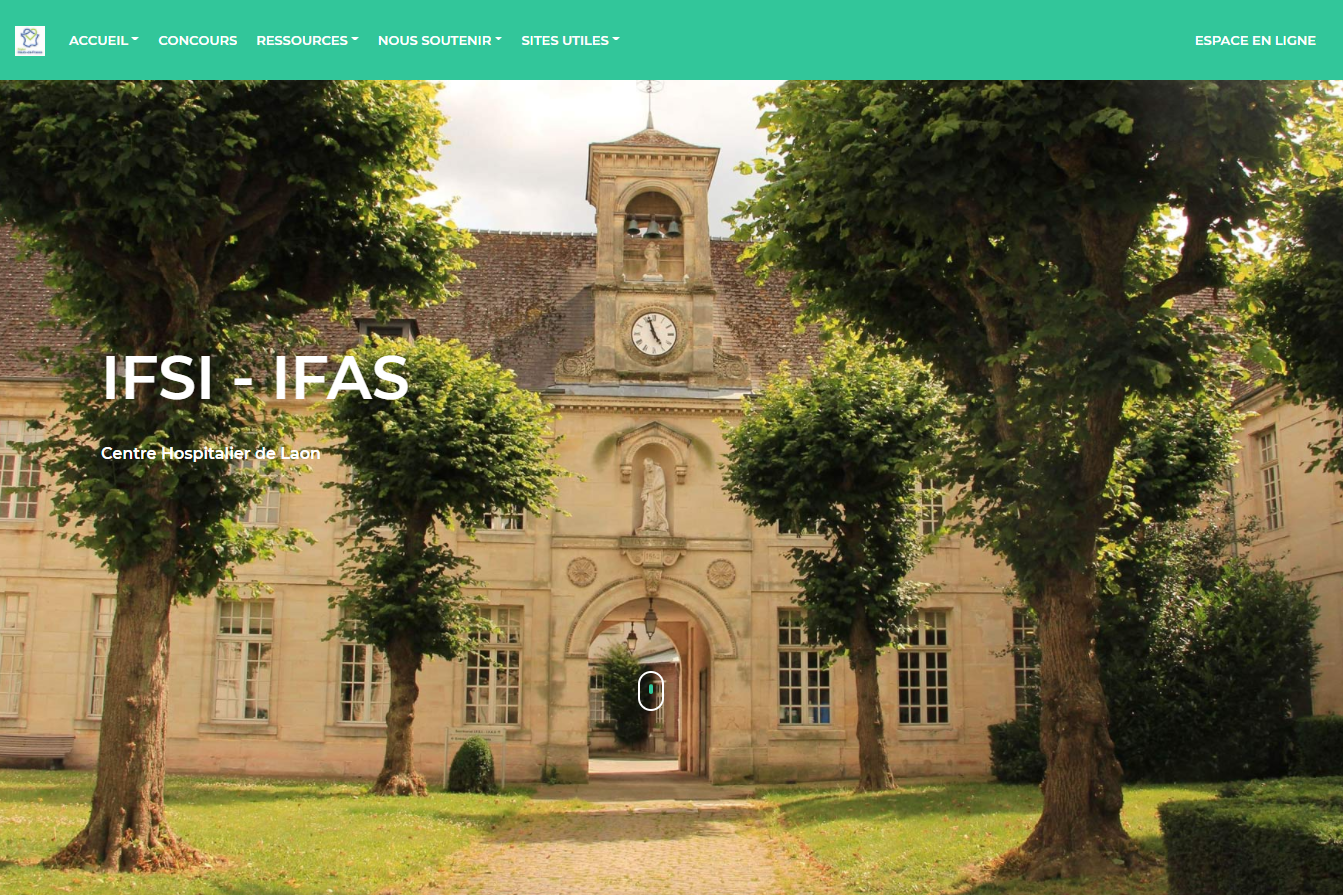 ACCUEIL
CONCOURS
RESSOURCES
NOUS SOUTENIR
SITES UTILES
ESPACE EN LIGNE
IFSI - IFAS
Centre Hospitalier de Laon